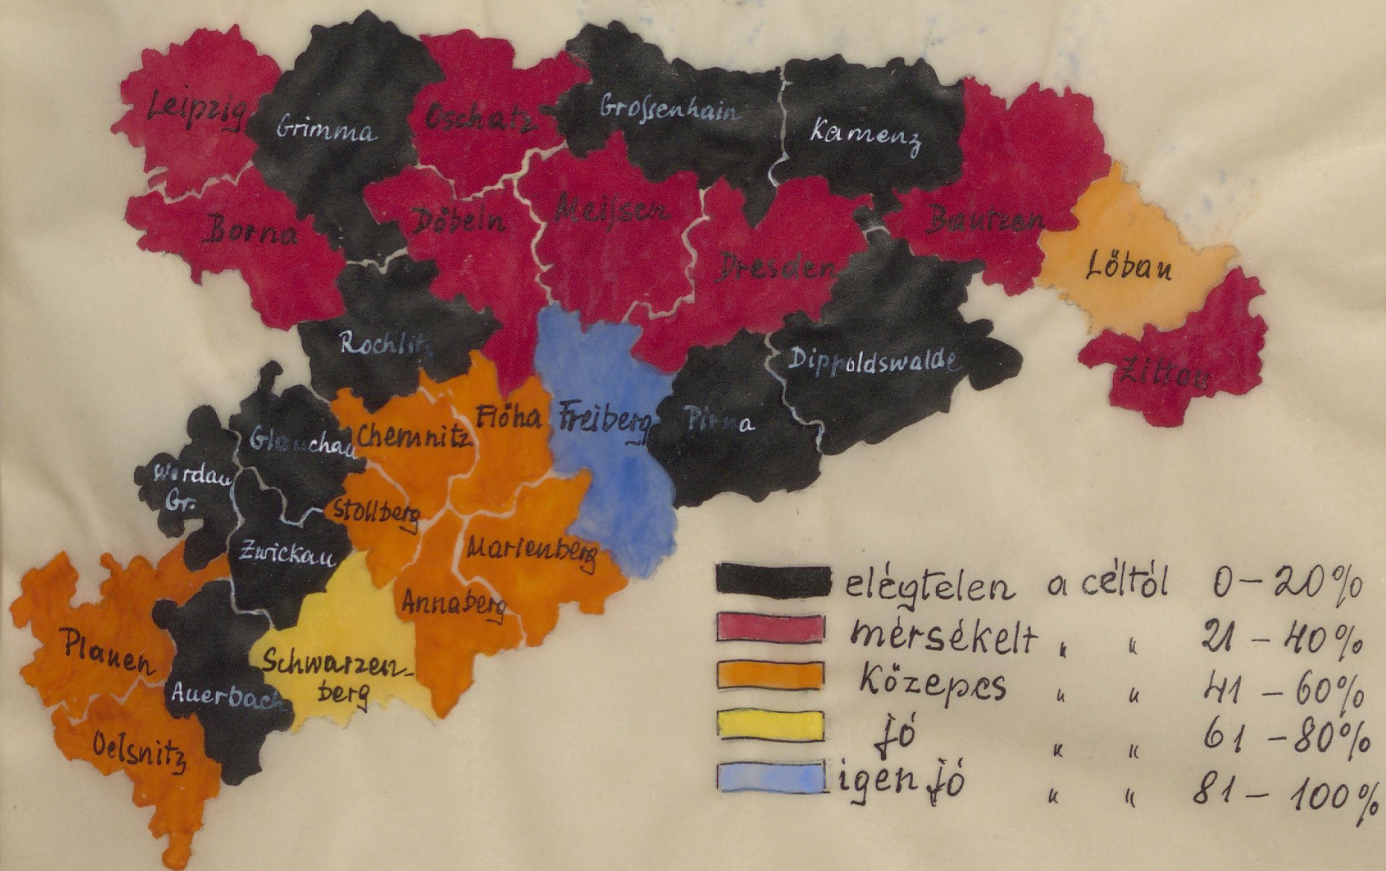 Leipzig
Grimma
Oschatz
Großenhain
Kamenz
Borna
Döbeln
Meißen
Dresden
Bautzen
Löbau
Zittau
Rochlitz
Dippoldswalde
Glauchau
Chemnitz
Flöha
Freiberg
Pirna
Werdau
Gr.
Stollberg
Zwickau
Marienberg
Annaberg
Plauen
Schwarzen-
berg
Auerbach
Oelsnitz
elégtelen a céltól 0 – 20%
mérsékelt " " 21 – 40%
közepes " " 41 – 60%
jó " " 61 – 80%
igen jó " " 81 – 100%